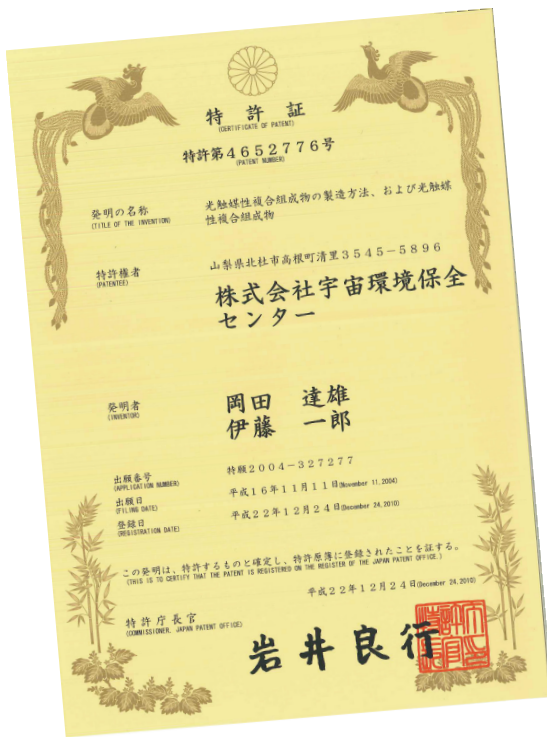 特許証
(CERTIFICATE OF PATENT)
特許第4652776号
(PATENT NUMBER)
発明の名称
(TITLE OF THE INVENTION)
光触媒性複合組成物の製造方法、および光触媒
性複合組成物
特許権者
(PATENTEE)
山梨県北杜市高根町清里3545-5896
株式会社宇宙環境保全
センター
発明者
(INVENTOR)
岡田 達雄
伊藤 一郎
出願番号
(APPLICATION NUMBER)
特願2004-327277
出願日
(FILING DATE)
平成16年11月11日(November 11,2004)
登録日
(REGISTRATION DATE)
平成22年12月24日(December 24,2010)
この発明は、特許するものと確定し、特許原簿に登録されたことを証する。
(THIS IS TO CERTIFY THAT THE PATENT IS REGISTERED ON THE REGISTER OF THE JAPAN PATENT OFFICE.)
平成22年12月24日(December 24,2010)
特許庁長官
(COMMISSIONER, JAPAN PATENT OFFICE)
岩井良行